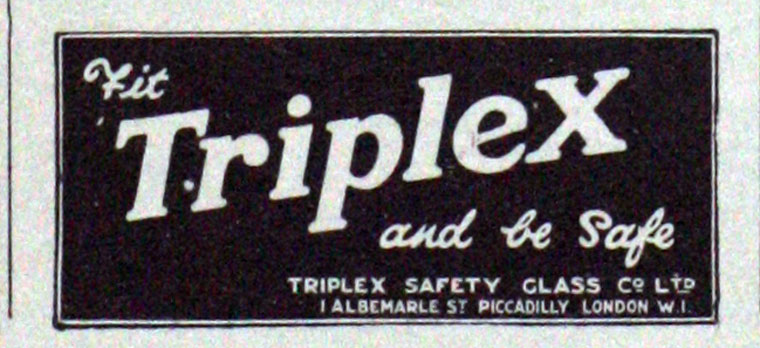 Fit
Triplex
and be Safe
TRIPLEX SAFETY GLASS Cº LTD
1 ALBEMARLE ST PICCADILLY LONDON W.1.